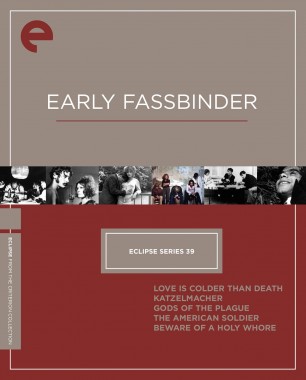 e
EARLY FASSBINDER
ECLIPSE FROM THE CRITERION COLLECTION
ECLIPSE SERIES 39
LOVE IS COLDER THAN DEATH
KATZELMACHER
GODS OF THE PLAGUE
THE AMERICAN SOLDIER
BEWARE OF A HOLY WHORE